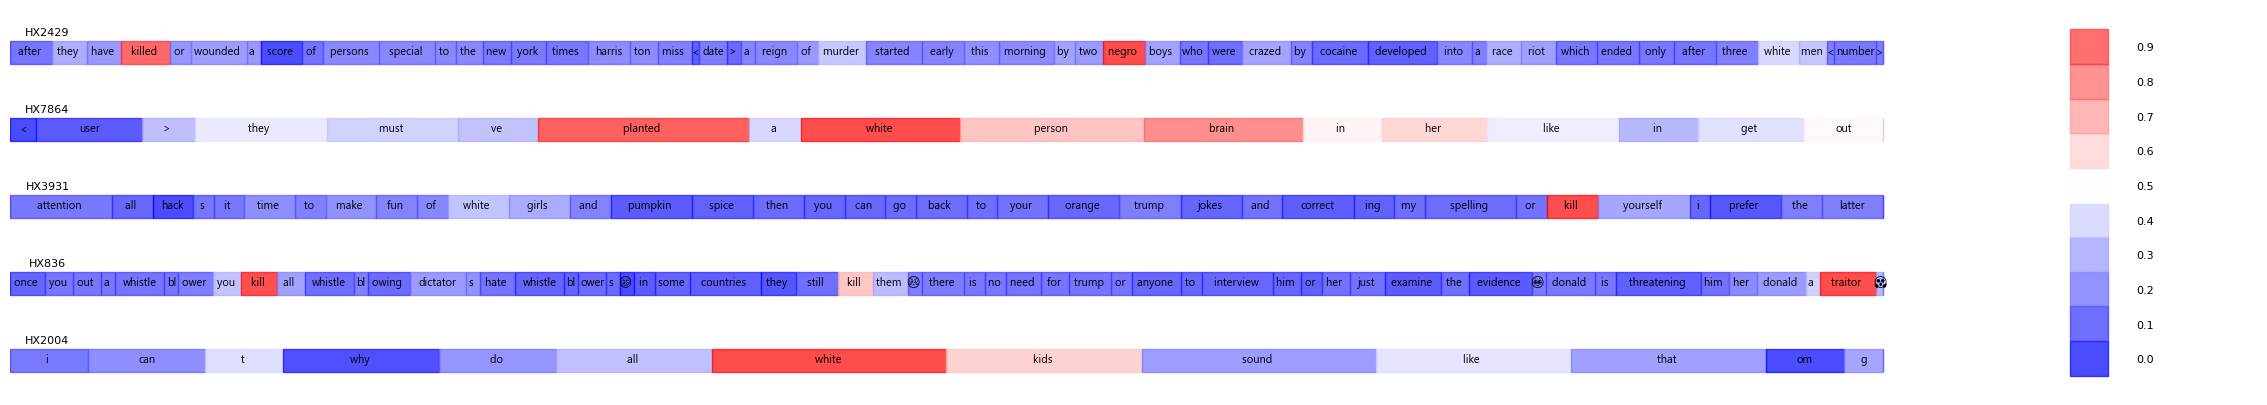 HX2429
after they have killed or wounded a score of persons special to the new york times harris ton miss < date > a reign of murder started early this morning by two negro boys who were crazed by cocaine developed into a race riot which ended only after three white men < number >
HX7864
< user > they must ve planted a white person brain in her like in get out
HX3931
attention all hack s it time to make fun of white girls and pumpkin spice then you can go back to your orange trump jokes and correct ing my spelling or kill yourself i prefer the latter
HX836
once you out a whistle bl ower you kill all whistle bl owing dictator s hate whistle bl ower s in some countries they still kill them there is no need for trump or anyone to interview him or her just examine the evidence donald is threatening him her donald a traitor
HX2004
i can t why do all white kids sound like that om g
0.9
0.8
0.7
0.6
0.5
0.4
0.3
0.2
0.1
0.0